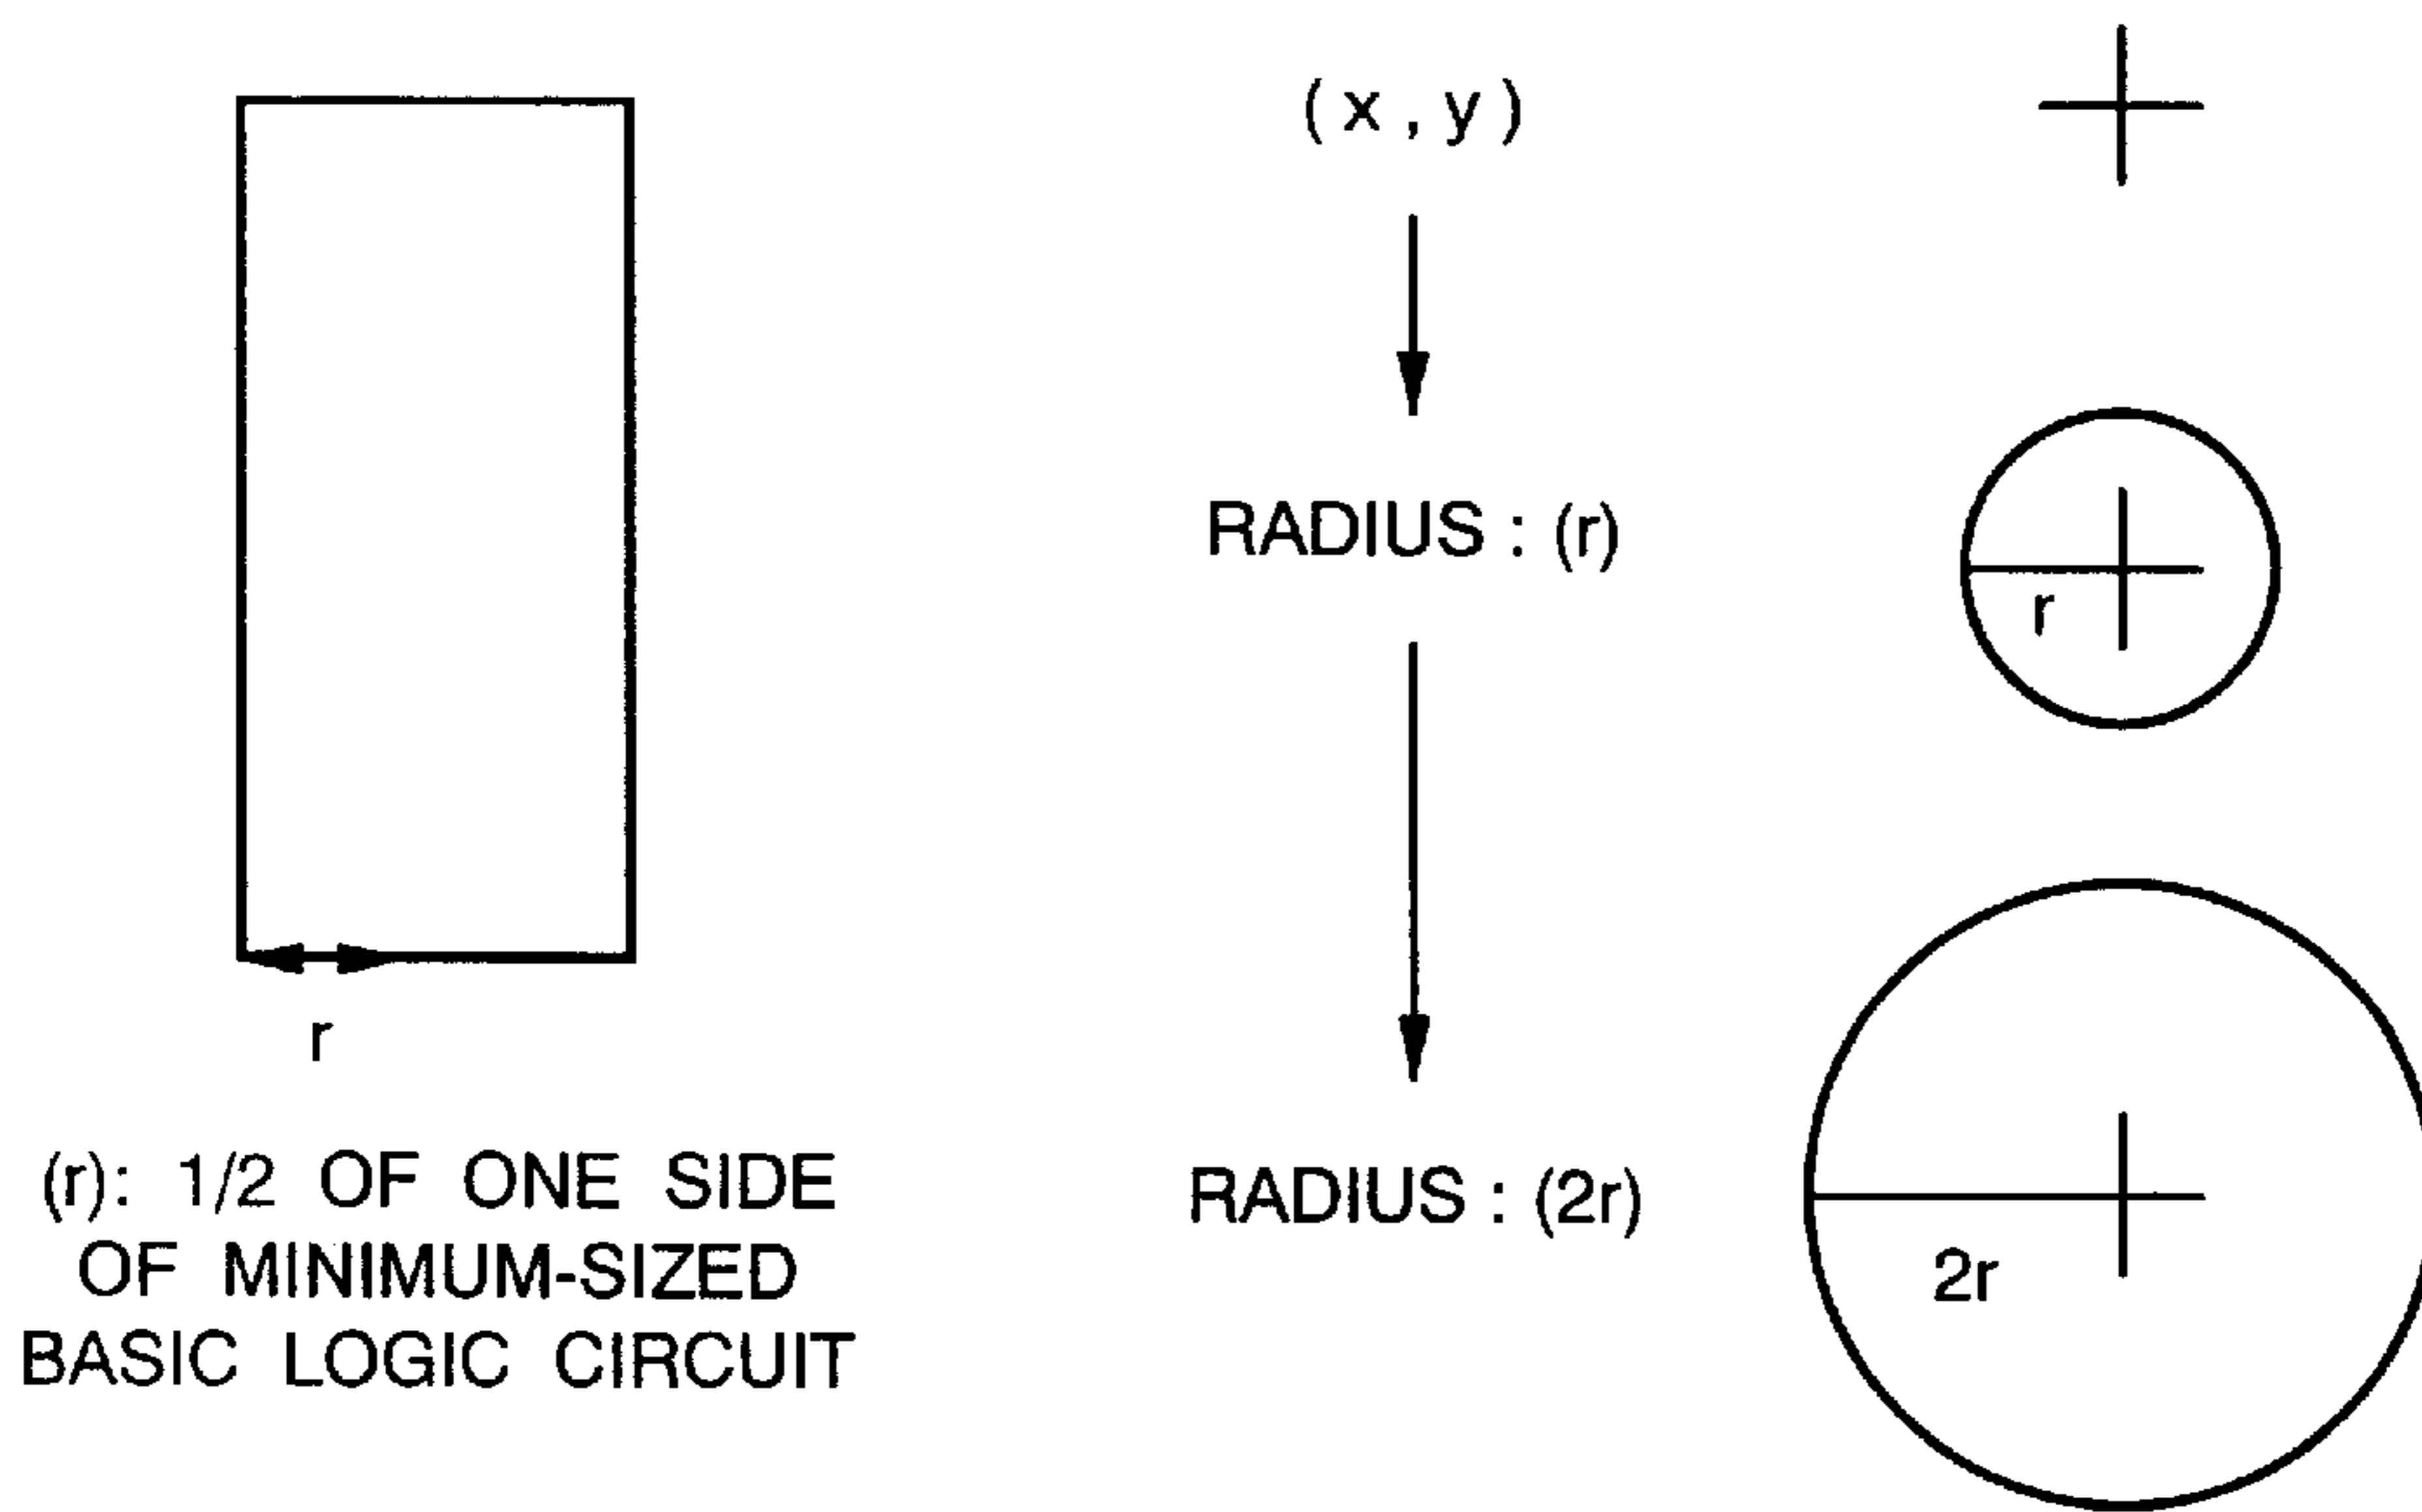 r
(r): 1/2 OF ONE SIDE
OF MINIMUM-SIZED
BASIC LOGIC CIRCUIT
(x,y)
RADIUS : (r)
RADIUS : (2r)
r
2r